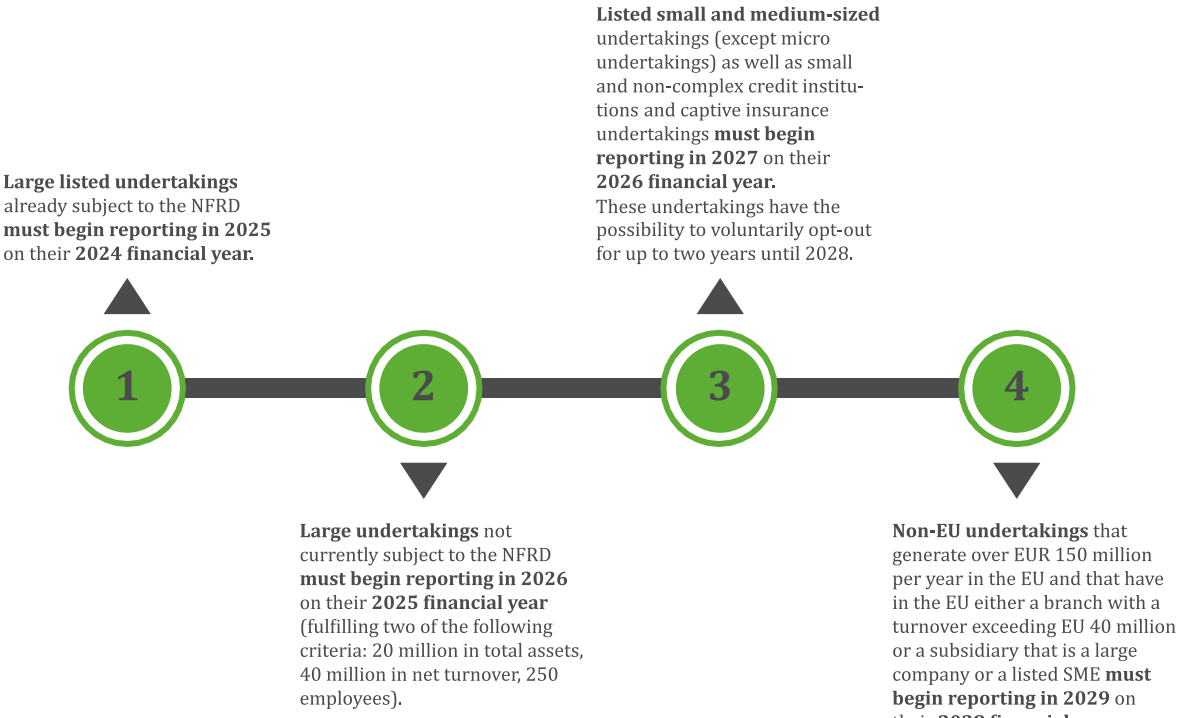 Large listed undertakings
already subject to the NFRD
must begin reporting in 2025
on their 2024 financial year.
1
2
Large undertakings not
currently subject to the NFRD
must begin reporting in 2026
on their 2025 financial year
(fulfilling two of the following
criteria: 20 million in total assets,
40 million in net turnover, 250
employees).
Listed small and medium-sized
undertakings (except micro
undertakings) as well as small
and non-complex credit institu-
tions and captive insurance
undertakings must begin
reporting in 2027 on their
2026 financial year.
These undertakings have the
possibility to voluntarily opt-out
for up to two years until 2028.
3
4
Non-EU undertakings that
generate over EUR 150 million
per year in the EU and that have
in the EU either a branch with a
turnover exceeding EU 40 million
or a subsidiary that is a large
company or a listed SME must
begin reporting in 2029 on
their 2028 financial